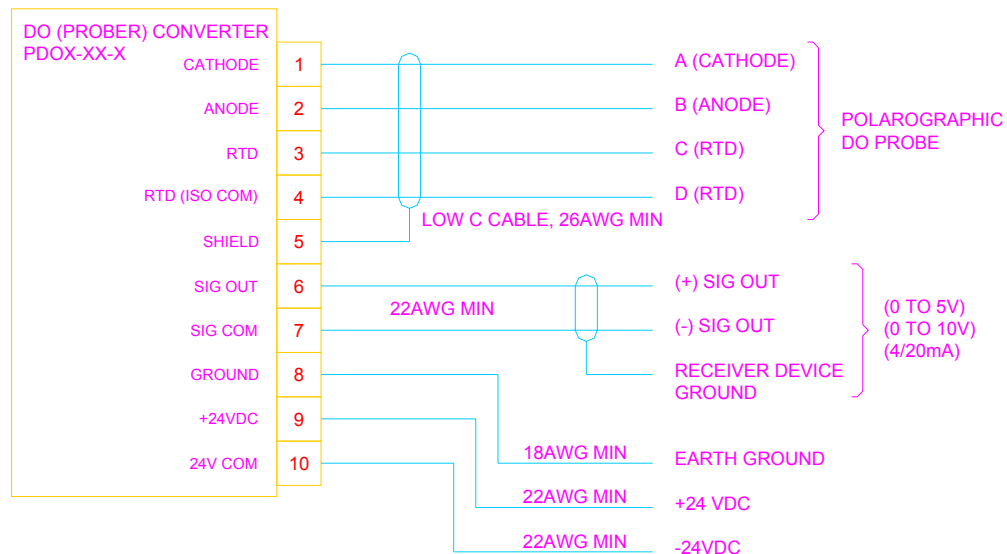 DO (PROBER) CONVERTER
PDOX-XX-X
CATHODE 1 A (CATHODE)
ANODE 2 B (ANODE)
RTD 3 C (RTD)
RTD (ISO COM) 4 D (RTD)
POLAROGRAPHIC
DO PROBE
LOW C CABLE, 26AWG MIN
SHIELD 5
SIG OUT 6 (+) SIG OUT
22AWG MIN
SIG COM 7 (-) SIG OUT
(0 TO 5V)
(0 TO 10V)
(4/20mA)
GROUND 8 RECEIVER DEVICE
GROUND
+24VDC 9
24V COM 10
18AWG MIN EARTH GROUND
22AWG MIN +24 VDC
22AWG MIN -24VDC